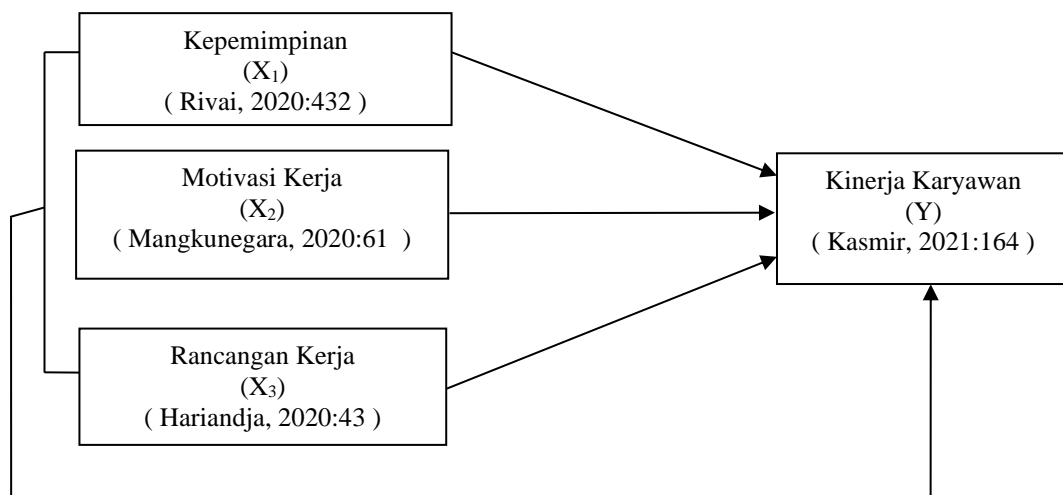 Kepemimpinan
(X₁)
( Rivai, 2020:432 )
Motivasi Kerja
(X₂)
( Mangkunegara, 2020:61  )
Rancangan Kerja
(X₃)
( Hariandja, 2020:43 )
Kinerja Karyawan
(Y)
( Kasmir, 2021:164 )